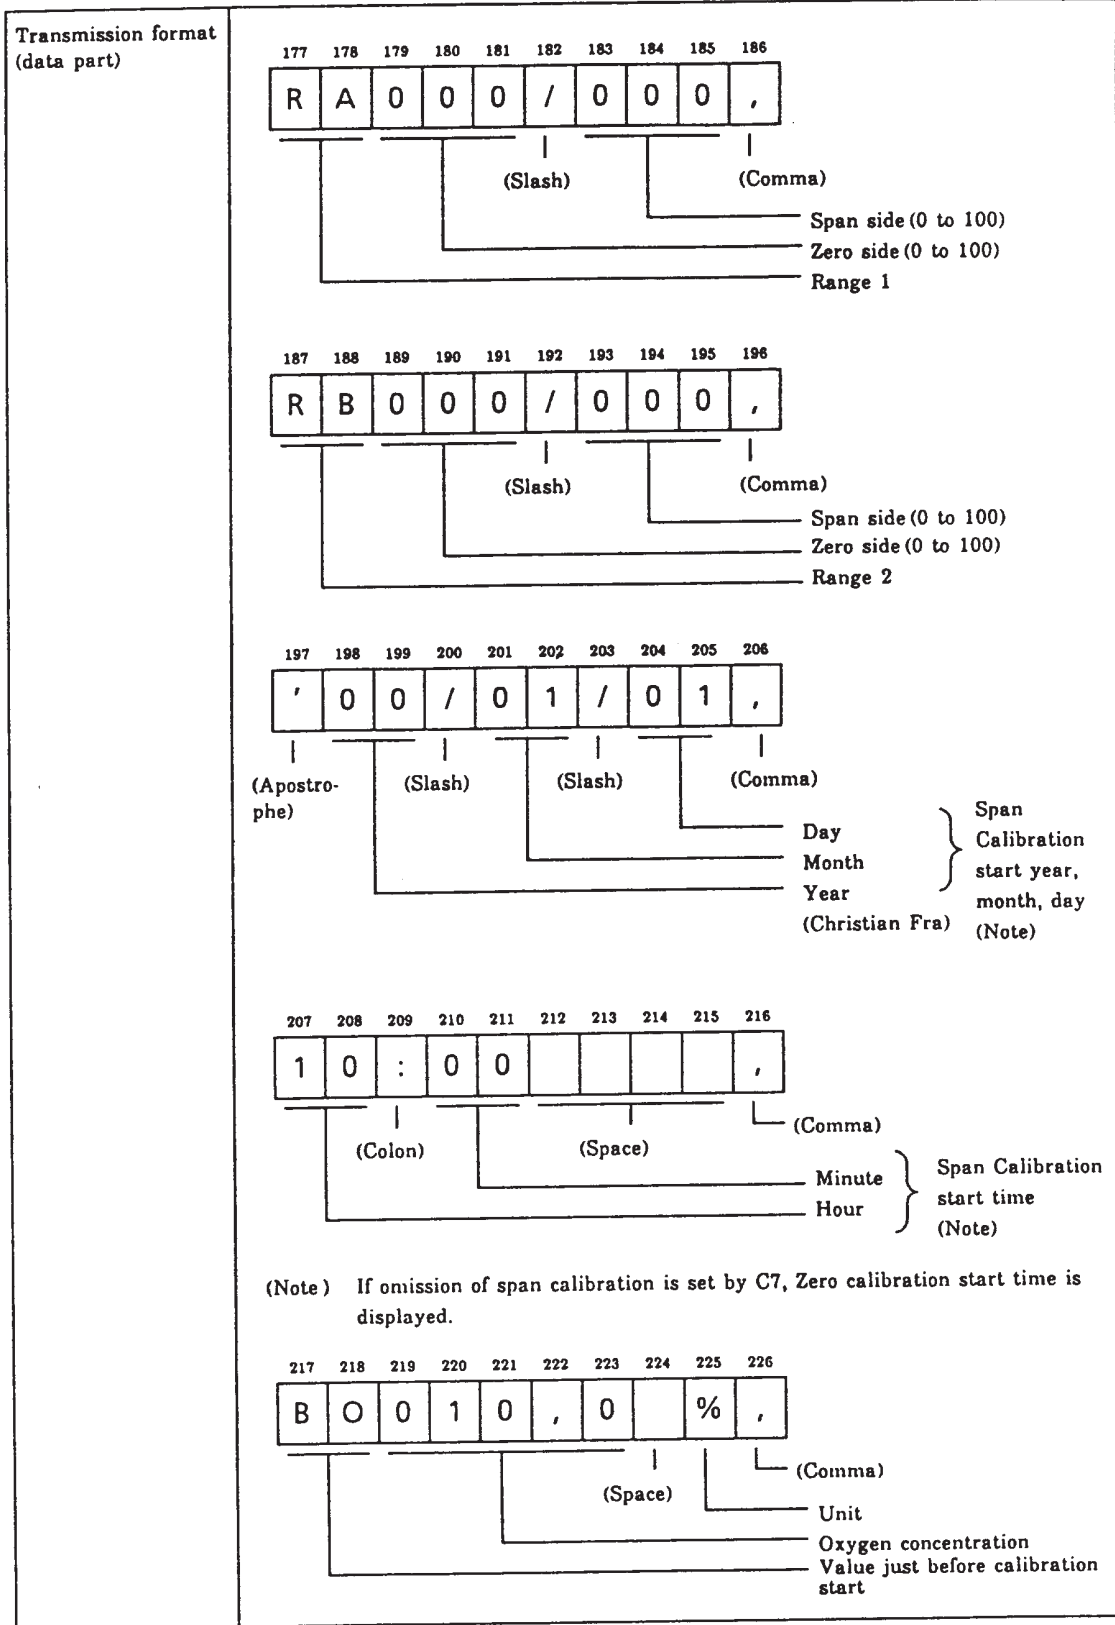 Transmission format
(data part)
177 178 179 180 181 182 183 184 185 186
R A 0 0 0 / 0 0 0 ,
(Slash) (Comma)
Span side (0 to 100)
Zero side (0 to 100)
Range 1
187 188 189 190 191 192 193 194 195 196
R B 0 0 0 / 0 0 0 ,
(Slash) (Comma)
Span side (0 to 100)
Zero side (0 to 100)
Range 2
197 198 199 200 201 202 203 204 205 206
' 0 0 / 0 1 / 0 1 ,
(Apostro-
phe)
(Slash) (Slash) (Comma)
Day
Month
Year
(Christian Fra)
Span
Calibration
start year,
month, day
(Note)
207 208 209 210 211 212 213 214 215 216
1 0 : 0 0 ,
(Colon) (Space) (Comma)
Minute
Hour
Span Calibration
start time
(Note)
(Note) If omission of span calibration is set by C7, Zero calibration start time is
displayed.
217 218 219 220 221 222 223 224 225 226
B O 0 1 0 , 0 % ,
(Space) (Comma)
Unit
Oxygen concentration
Value just before calibration
start